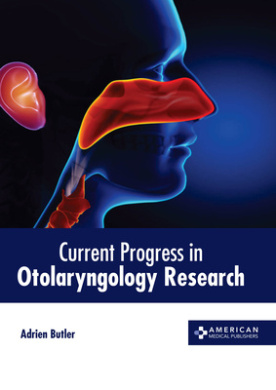 Current Progress in
Otolaryngology Research
Adrien Butler
AMERICAN
MEDICAL PUBLISHERS